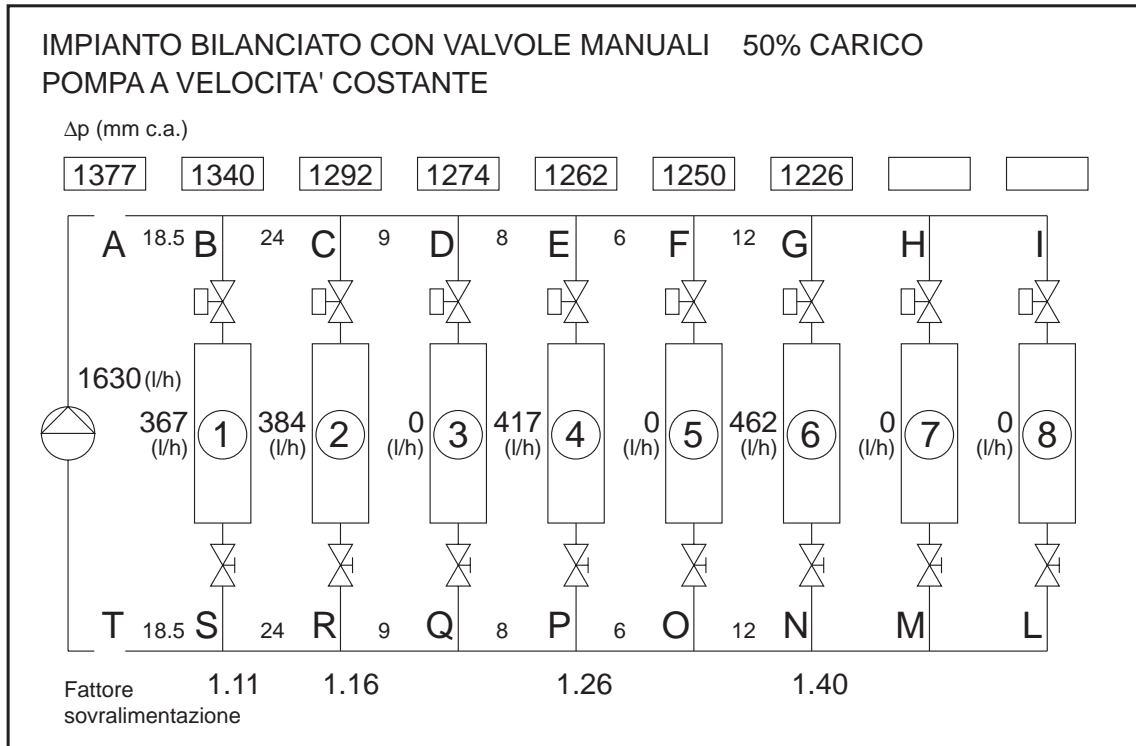 IMPIANTO BILANCIATO CON VALVOLE MANUALI 50% CARICO
POMPA A VELOCITA' COSTANTE
Δp (mm c.a.)
1377 1340 1292 1274 1262 1250 1226
A 18.5 B 24 C 9 D 8 E 6 F 12 G H I
1630 (l/h)
367 (l/h) 1 384 (l/h) 2 0 (l/h) 3 417 (l/h) 4 0 (l/h) 5 462 (l/h) 6 0 (l/h) 7 0 (l/h) 8
T 18.5 S 24 R 9 Q 8 P 6 O 12 N M L
Fattore
sovralimentazione
1.11 1.16 1.26 1.40